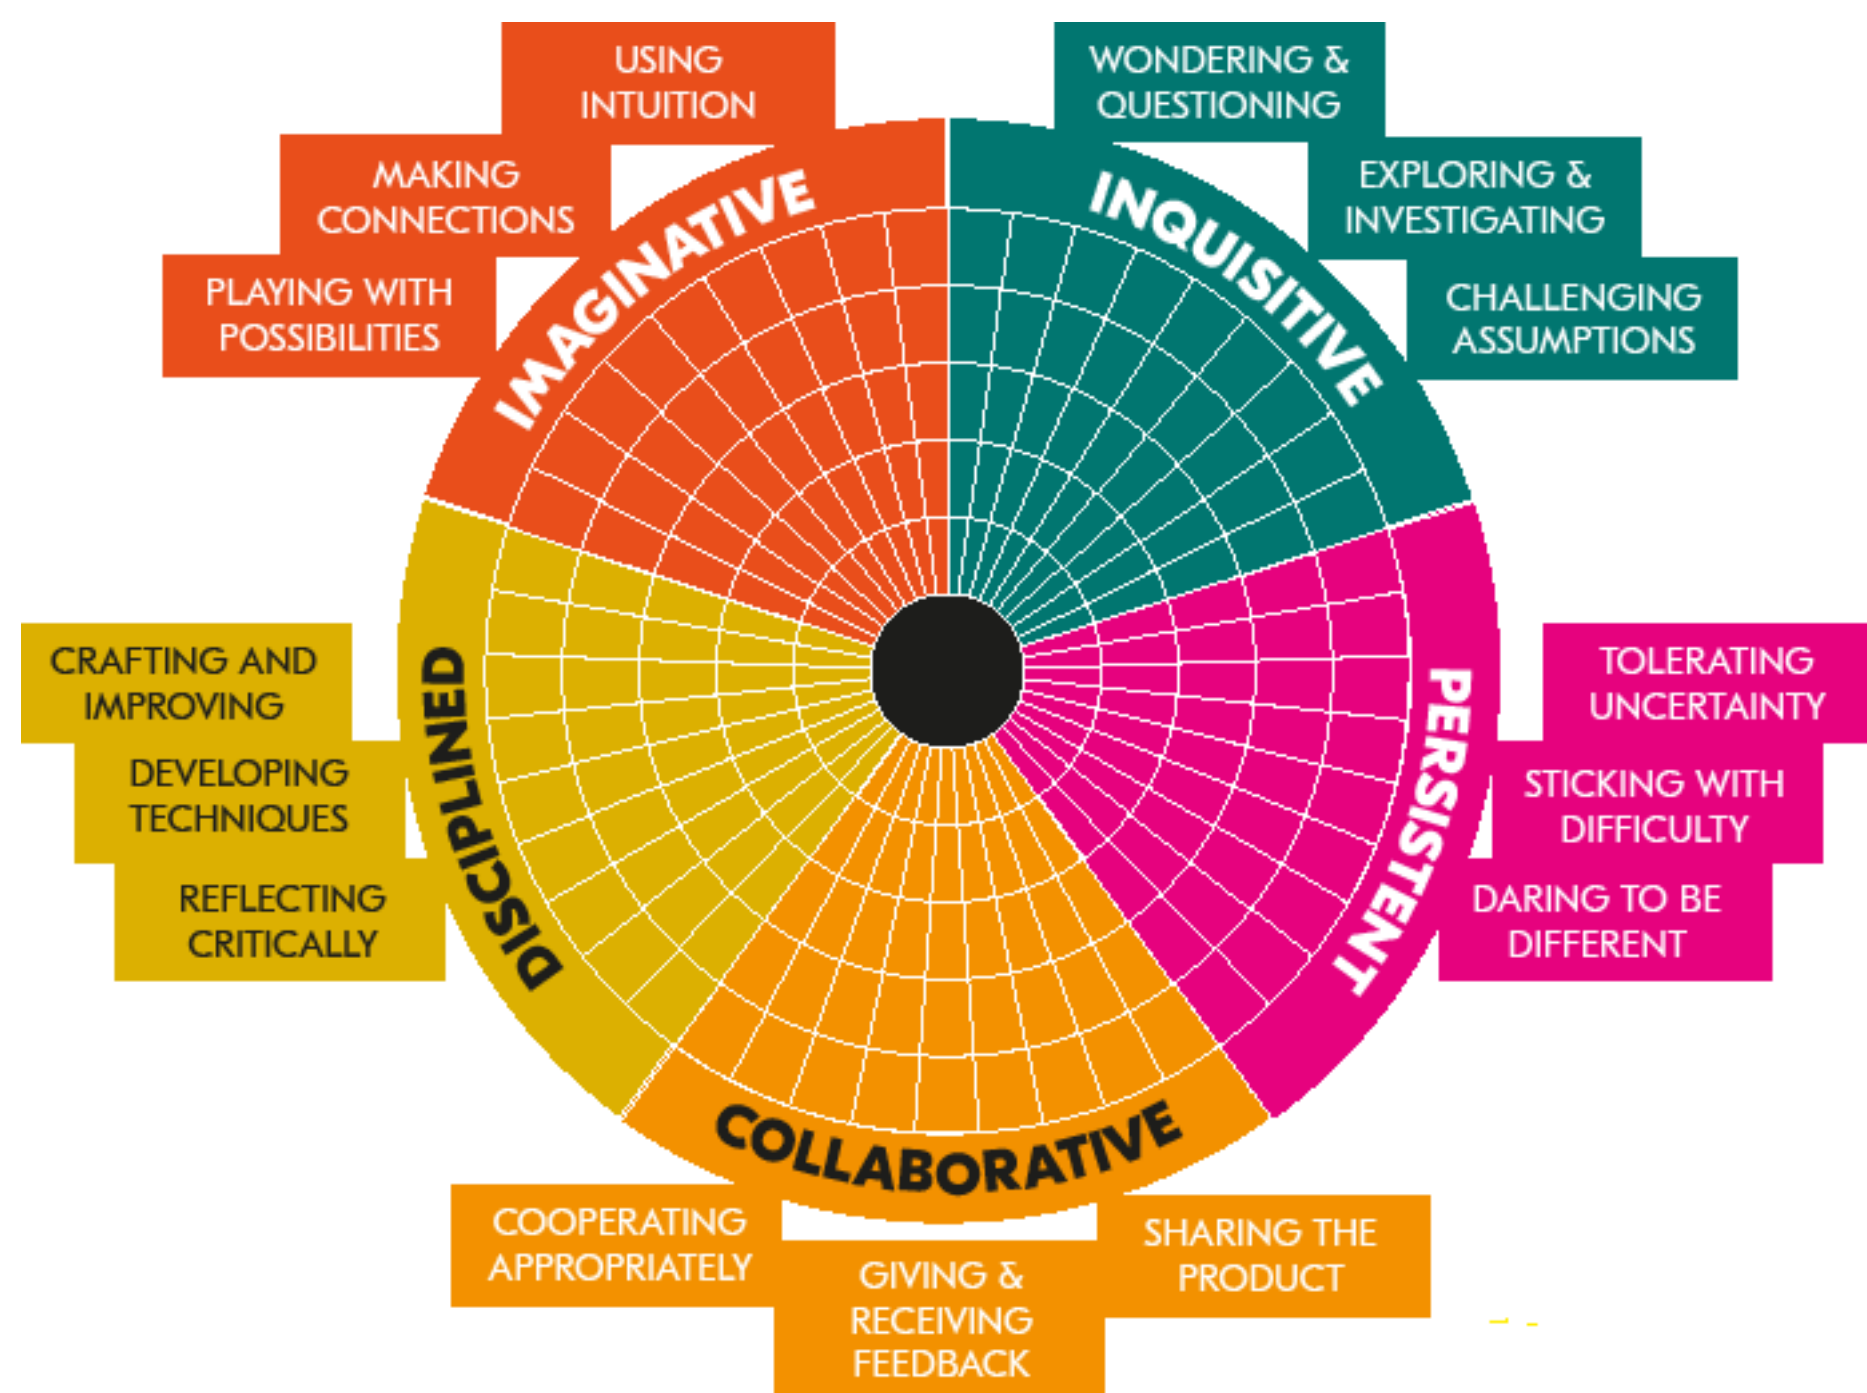 USING
INTUITION
MAKING
CONNECTIONS
PLAYING WITH
POSSIBILITIES
IMAGINATIVE
WONDERING &
QUESTIONING
EXPLORING &
INVESTIGATING
CHALLENGING
ASSUMPTIONS
INQUISITIVE
TOLERATING
UNCERTAINTY
STICKING WITH
DIFFICULTY
DARING TO BE
DIFFERENT
PERSISTENT
COLLABORATIVE
COOPERATING
APPROPRIATELY
GIVING &
RECEIVING
FEEDBACK
SHARING THE
PRODUCT
DISCIPLINED
CRAFTING AND
IMPROVING
DEVELOPING
TECHNIQUES
REFLECTING
CRITICALLY